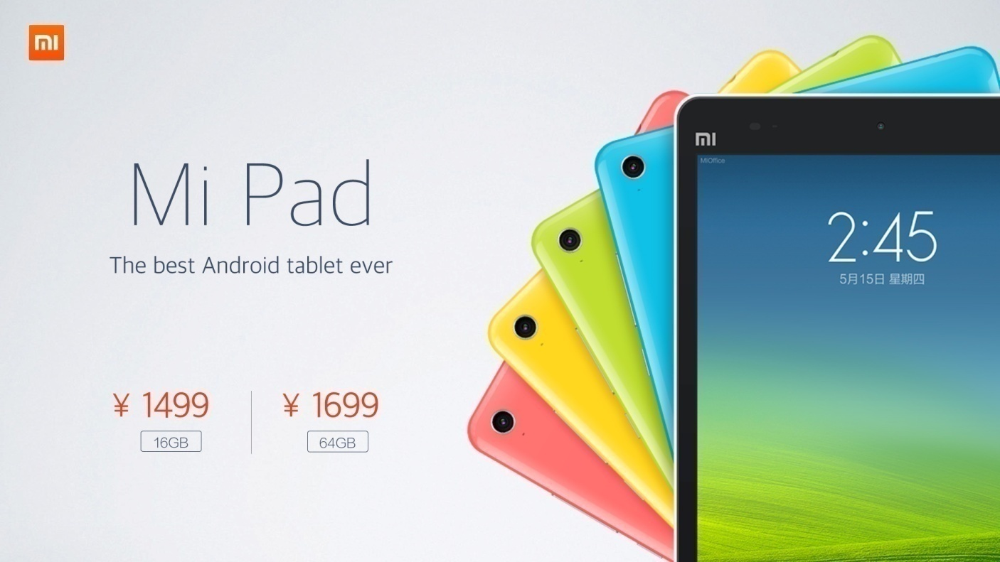 mi
Mi Pad
The best Android tablet ever
¥ 1499
16GB
¥ 1699
64GB
mi
MIOffice
2:45
5月15日 星期四